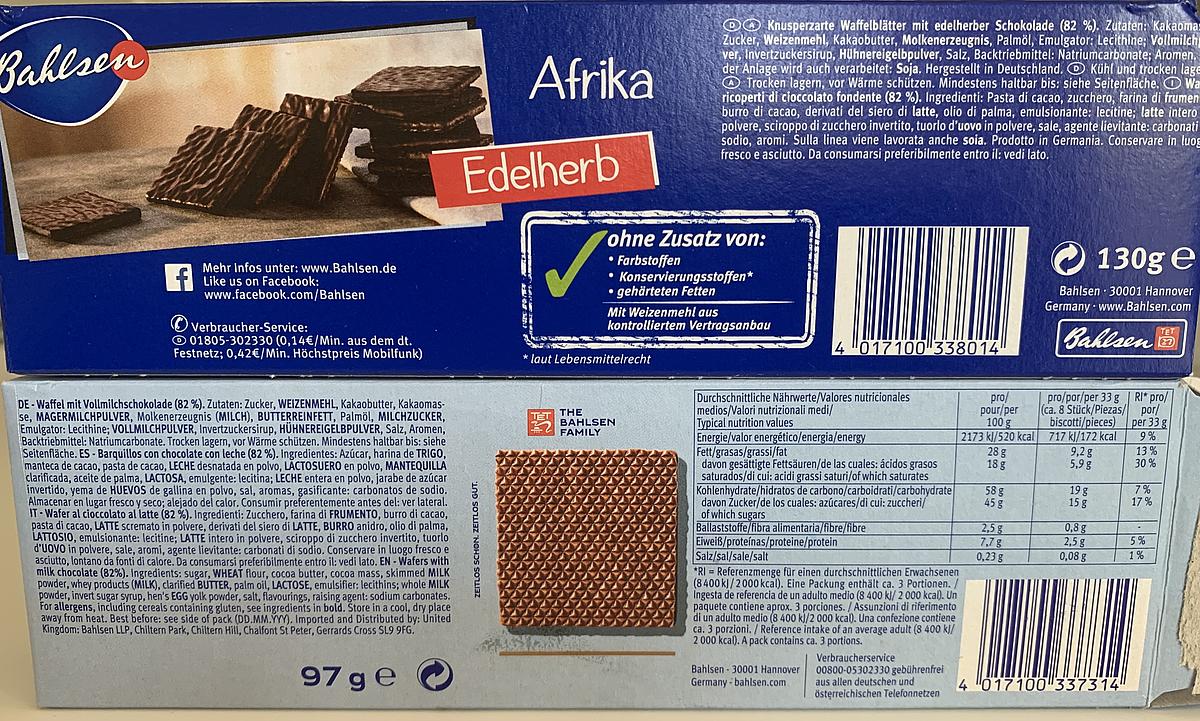 Bahlsen
Afrika
Edelherb
Ⓓ Ⓐ Knusperzarte Waffelblätter mit edelherber Schokolade (82 %). Zutaten: Kakaoma
Zucker, Weizenmehl, Kakaobutter, Molkenerzeugnis, Palmöl, Emulgator: Lecithine; Vollmilch
ver, Invertzuckersirup, Hühnereigelbpulver, Salz, Backtriebmittel: Natriumcarbonate; Aromen.
der Anlage wird auch verarbeitet: Soja. Hergestellt in Deutschland. Ⓓ Kühl und trocken lage
Ⓐ Trocken lagern, vor Wärme schützen. Mindestens haltbar bis: siehe Seitenfläche. Ⓘ Wa
ricoperti di cioccolato fondente (82 %). Ingredienti: Pasta di cacao, zucchero, farina di frumen
burro di cacao, derivati del siero di latte, olio di palma, emulsionante: lecitine; latte intero
polvere, sciroppo di zucchero invertito, tuorlo d'uovo in polvere, sale, agente lievitante: carbonati
sodio, aromi. Sulla linea viene lavorata anche soia. Prodotto in Germania. Conservare in luog
fresco e asciutto. Da consumarsi preferibilmente entro il: vedi lato.
Mehr Infos unter: www.Bahlsen.de
Like us on Facebook:
www.facebook.com/Bahlsen
Verbraucher-Service:
Ⓓ 01805-302330 (0,14€/Min. aus dem dt.
Festnetz; 0,42€/Min. Höchstpreis Mobilfunk)
ohne Zusatz von:
• Farbstoffen
• Konservierungsstoffen*
• gehärteten Fetten
Mit Weizenmehl aus
kontrolliertem Vertragsanbau
* laut Lebensmittelrecht
4 017100 338014
130g e
Bahlsen · 30001 Hannover
Germany · www.Bahlsen.com
Bahlsen TET
DE - Waffel mit Vollmilchschokolade (82 %). Zutaten: Zucker, WEIZENMEHL, Kakaobutter, Kakaomas-
se, MAGERMILCHPULVER, Molkenerzeugnis (MILCH), BUTTERREINFETT, Palmöl, MILCHZUCKER,
Emulgator: Lecithine; VOLLMILCHPULVER, Invertzuckersirup, HÜHNEREIGELBPULVER, Salz, Aromen,
Backtriebmittel: Natriumcarbonate. Trocken lagern, vor Wärme schützen. Mindestens haltbar bis: siehe
Seitenfläche. ES - Barquillos con chocolate con leche (82 %). Ingredientes: Azúcar, harina de TRIGO,
manteca de cacao, pasta de cacao, LECHE desnatada en polvo, LACTOSUERO en polvo, MANTEQUILLA
clarificada, aceite de palma, LACTOSA, emulgente: lecitina; LECHE entera en polvo, jarabe de azúcar
invertido, yema de HUEVOS de gallina en polvo, sal, aromas, gasificante: carbonatos de sodio.
Almacenar en lugar fresco y seco; alejado del calor. Consumir preferentemente antes del: ver lateral.
IT - Wafer al cioccolato al latte (82 %). Ingredienti: Zucchero, farina di FRUMENTO, burro di cacao,
pasta di cacao, LATTE scremato in polvere, derivati del siero di LATTE, BURRO anidro, olio di palma,
LATTOSIO, emulsionante: lecitine; LATTE intero in polvere, sciroppo di zucchero invertito, tuorlo
d'UOVO in polvere, sale, aromi, agente lievitante: carbonati di sodio. Conservare in luogo fresco e
asciutto, lontano da fonti di calore. Da consumarsi preferibilmente entro il: vedi lato. EN - Wafers with
milk chocolate (82%). Ingredients: sugar, WHEAT flour, cocoa butter, cocoa mass, skimmed MILK
powder, whey products (MILK), clarified BUTTER, palm oil, LACTOSE, emulsifier: lecithins; whole MILK
powder, invert sugar syrup, hen's EGG yolk powder, salt, flavourings, raising agent: sodium carbonates.
For allergens, including cereals containing gluten, see ingredients in bold. Store in a cool, dry place
away from heat. Best before: see side of pack (DD.MM.YYY). Imported and Distributed by: United
Kingdom: Bahlsen LLP, Chiltern Park, Chiltern Hill, Chalfont St Peter, Gerrards Cross SL9 9FG.
97 g e
TET
THE
BAHLSEN
FAMILY
ZEITLOS SCHÖN. ZEITLOS GUT.
Durchschnittliche Nährwerte/Valores nutricionales
medios/Valori nutrizionali medi/
Typical nutrition values
pro/
pour/per
100 g
pro/por/per 33 g
(ca. 8 Stück/Piezas/
biscotti/pieces)
RI* pro/
por/
per 33 g
Energie/valor energético/energia/energy 2173 kJ/520 kcal 717 kJ/172 kcal 9 %
Fett/grasas/grassi/fat 28 g 9,2 g 13 %
davon gesättigte Fettsäuren/de las cuales: ácidos grasos 18 g 5,9 g 30 %
saturados/di cui: acidi grassi saturi/of which saturates
Kohlenhydrate/hidratos de carbono/carboidrati/carbohydrate 58 g 19 g 7 %
davon Zucker/de los cuales: azúcares/di cui: zuccheri/ 45 g 15 g 17 %
of which sugars
Ballaststoffe/fibra alimentaria/fibre/fibre 2,5 g 0,8 g -
Eiweiß/proteínas/proteine/protein 7,7 g 2,5 g 5 %
Salz/sal/sale/salt 0,23 g 0,08 g 1 %
*RI = Referenzmenge für einen durchschnittlichen Erwachsenen
(8 400 kJ/ 2 000 kcal). Eine Packung enthält ca. 3 Portionen. /
Ingesta de referencia de un adulto medio (8 400 kJ/ 2 000 kcal). Un
paquete contiene aprox. 3 porciones. / Assunzioni di riferimento
di un adulto medio (8 400 kJ/2 000 kcal). Una confezione contiene
ca. 3 porzioni. / Reference intake of an average adult (8 400 kJ/
2 000 kcal). A pack contains ca. 3 portions.
Bahlsen - 30001 Hannover
Germany - bahlsen.com
Verbraucherservice
00800-05302330 gebührenfrei
aus allen deutschen und
österreichischen Telefonnetzen
4 017100 337314